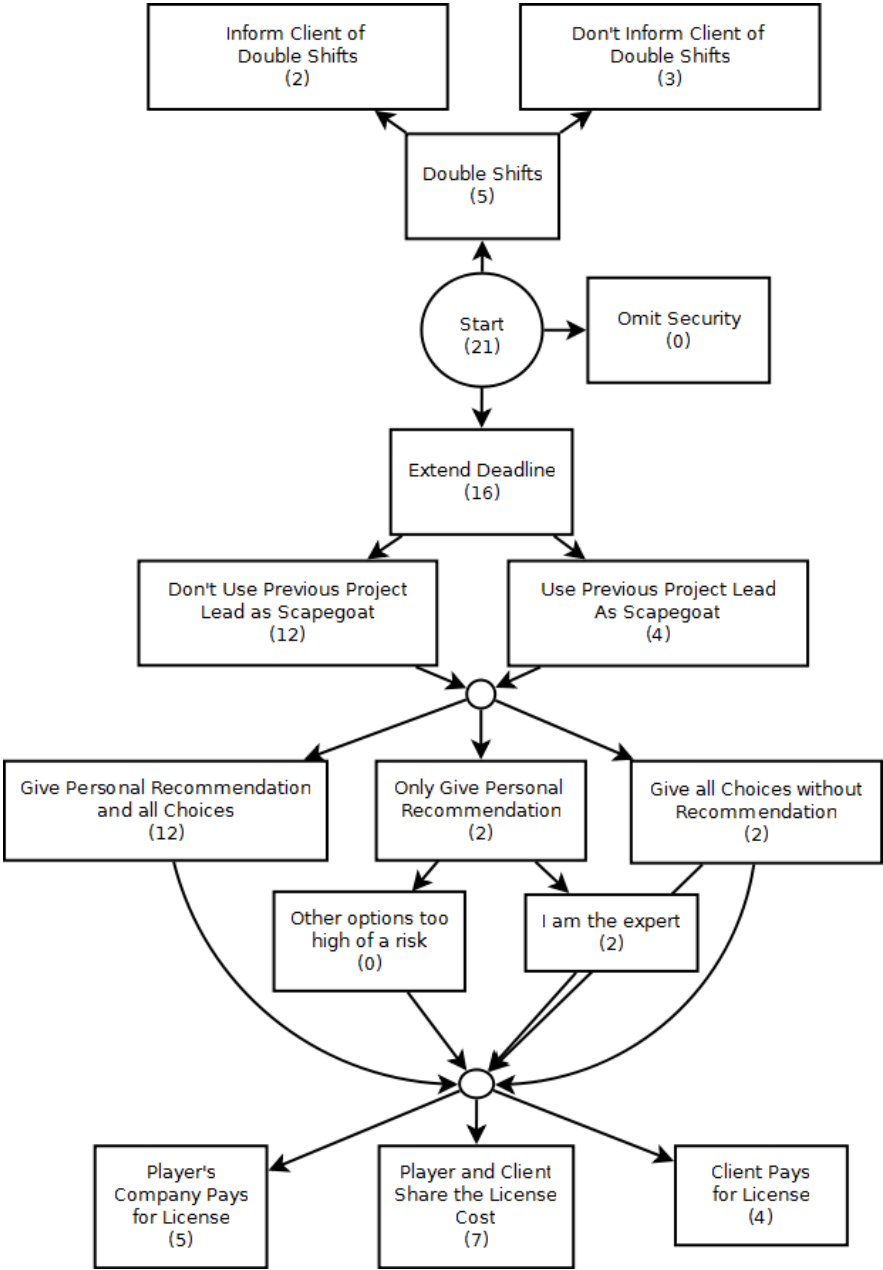 Inform Client of
Double Shifts
(2)
Don't Inform Client of
Double Shifts
(3)
Double Shifts
(5)
Start
(21)
Omit Security
(0)
Extend Deadline
(16)
Don't Use Previous Project
Lead as Scapegoat
(12)
Use Previous Project Lead
As Scapegoat
(4)
Give Personal Recommendation
and all Choices
(12)
Only Give Personal
Recommendation
(2)
Give all Choices without
Recommendation
(2)
Other options too
high of a risk
(0)
I am the expert
(2)
Player's
Company Pays
for License
(5)
Player and Client
Share the License
Cost
(7)
Client Pays
for License
(4)